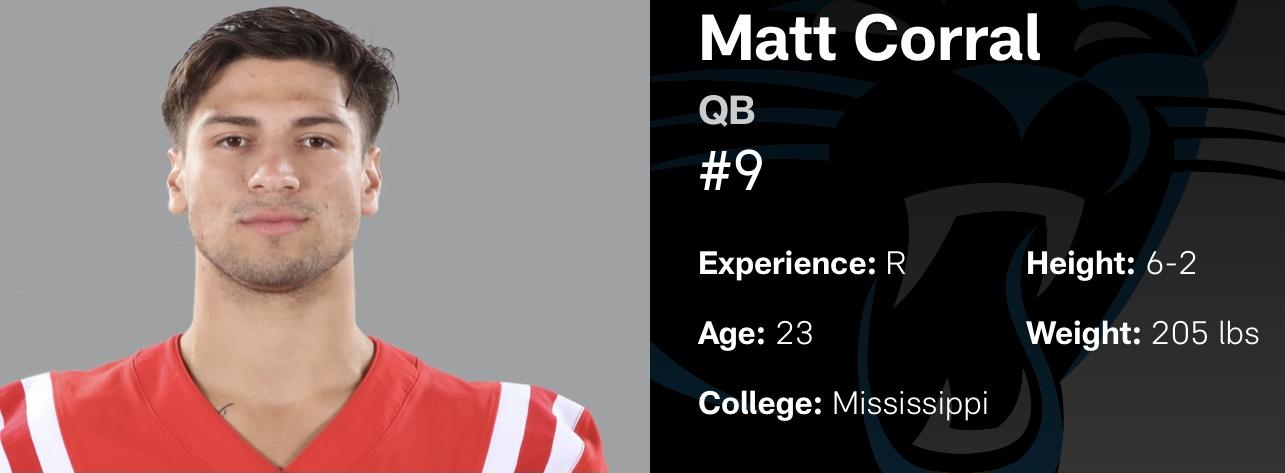 Matt Corral
QB
#9
Experience: R Height: 6-2
Age: 23 Weight: 205 lbs
College: Mississippi